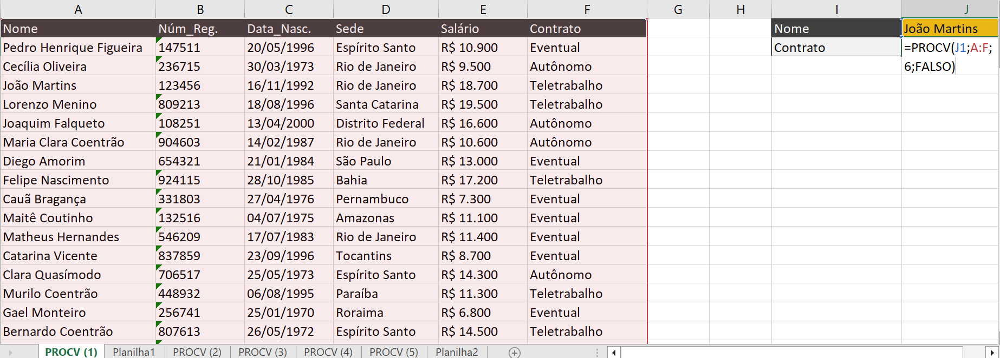 A B C D E F G H I J
Nome Núm_Reg. Data_Nasc. Sede Salário Contrato Nome João Martins
Pedro Henrique Figueira 147511 20/05/1996 Espírito Santo R$ 10.900 Eventual Contrato =PROCV(J1;A:F;
Cecília Oliveira 236715 30/03/1973 Rio de Janeiro R$ 9.500 Autônomo 6;FALSO)
João Martins 123456 16/11/1992 Rio de Janeiro R$ 18.700 Teletrabalho
Lorenzo Menino 809213 18/08/1996 Santa Catarina R$ 19.500 Teletrabalho
Joaquim Falqueto 108251 13/04/2000 Distrito Federal R$ 16.600 Autônomo
Maria Clara Coentrão 904603 14/02/1987 Rio de Janeiro R$ 10.600 Autônomo
Diego Amorim 654321 21/01/1984 São Paulo R$ 13.000 Eventual
Felipe Nascimento 924115 28/10/1985 Bahia R$ 17.200 Teletrabalho
Cauã Bragança 331803 27/04/1976 Pernambuco R$ 7.300 Eventual
Maitê Coutinho 132516 04/07/1975 Amazonas R$ 11.100 Eventual
Matheus Hernandes 546209 17/07/1983 Rio de Janeiro R$ 11.400 Eventual
Catarina Vicente 837859 23/09/1996 Tocantins R$ 8.700 Eventual
Clara Quasímodo 706517 25/05/1973 Espírito Santo R$ 14.300 Autônomo
Murilo Coentrão 448932 06/08/1995 Paraíba R$ 11.300 Teletrabalho
Gael Monteiro 256741 25/01/1970 Roraima R$ 6.800 Eventual
Bernardo Coentrão 807613 26/05/1972 Espírito Santo R$ 14.500 Teletrabalho
PROCV (1) Planilha1 PROCV (2) PROCV (3) PROCV (4) PROCV (5) Planilha2